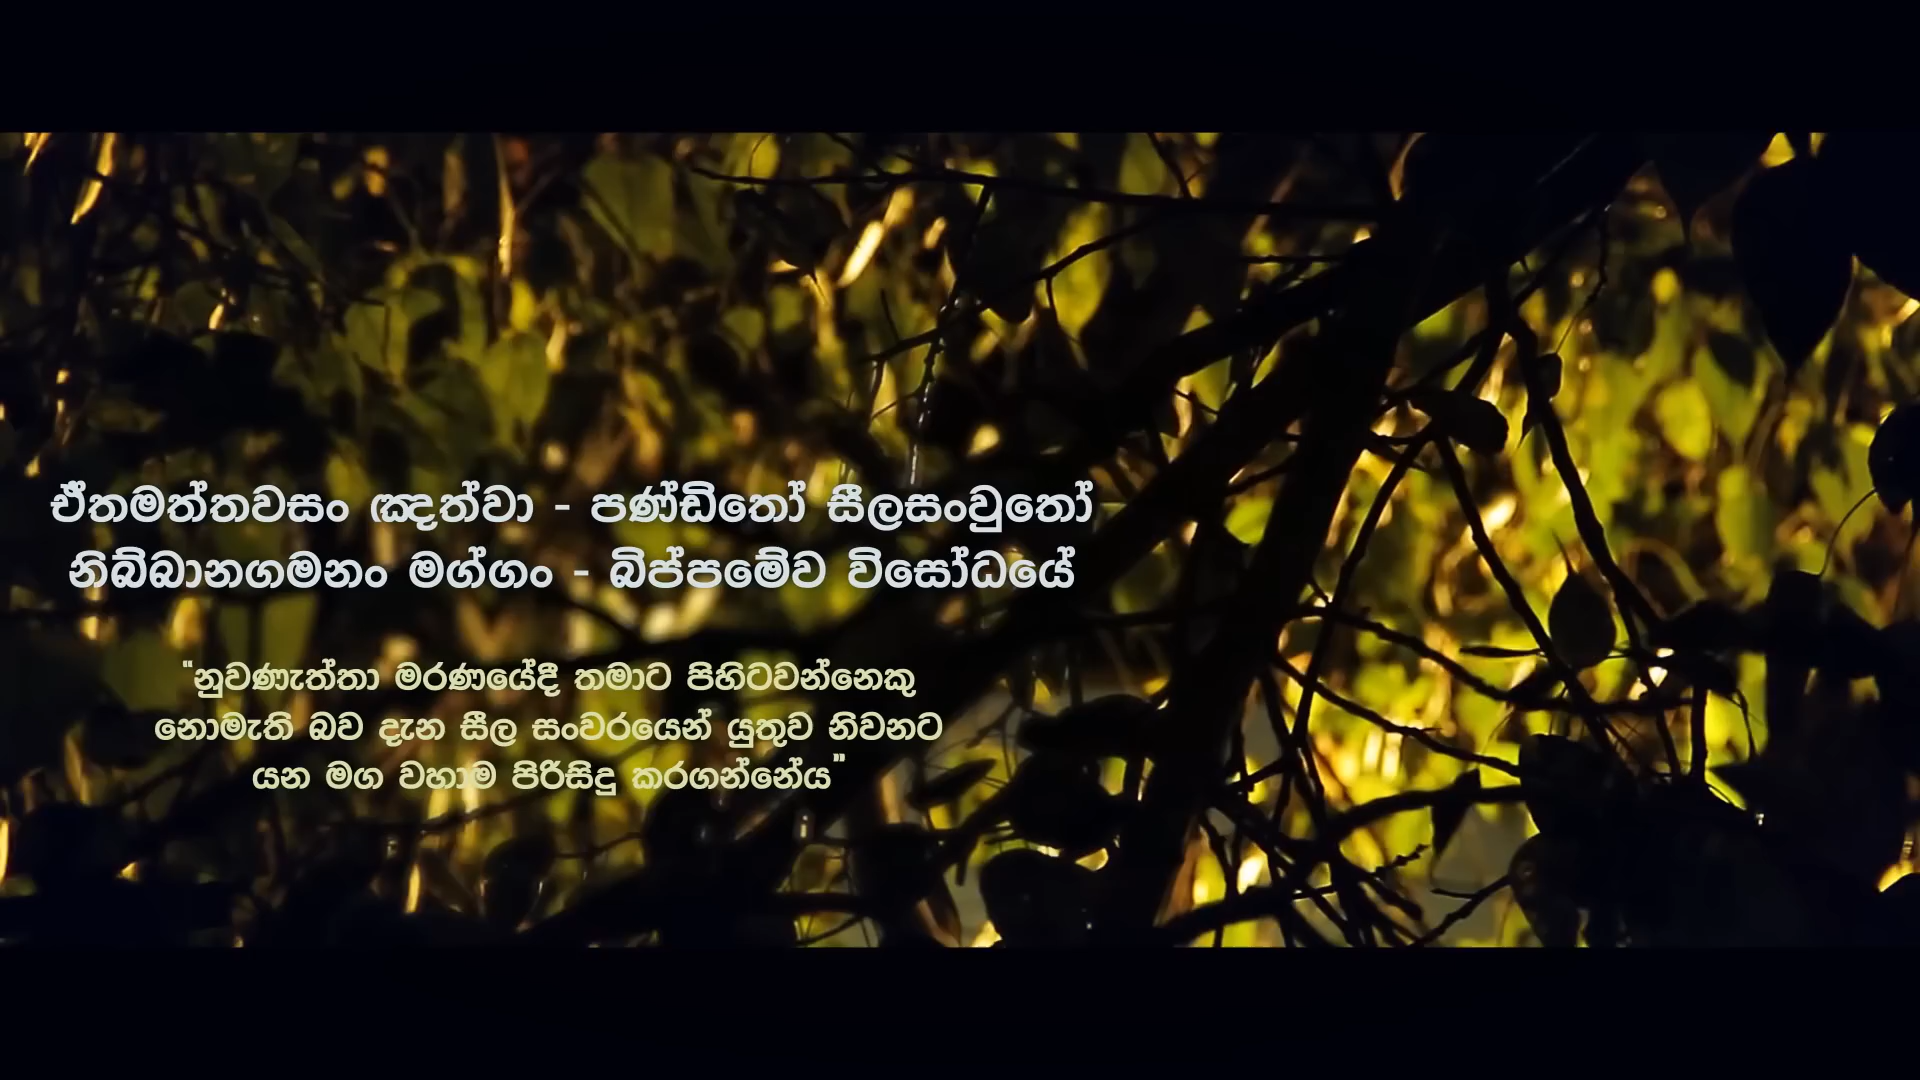 ඒතමත්තවසං ඤත්වා - පණ්ඩිතෝ සීලසංවුතෝ
නිබ්බානගමනං මග්ගං - ඛිප්පමේව විසෝධයේ
“නුවණැත්තා මරණයේදී තමාට පිහිටවන්නෙකු
නොමැති බව දැන සීල සංවරයෙන් යුතුව නිවනට
යන මග වහාම පිරිසිදු කරගන්නේය”